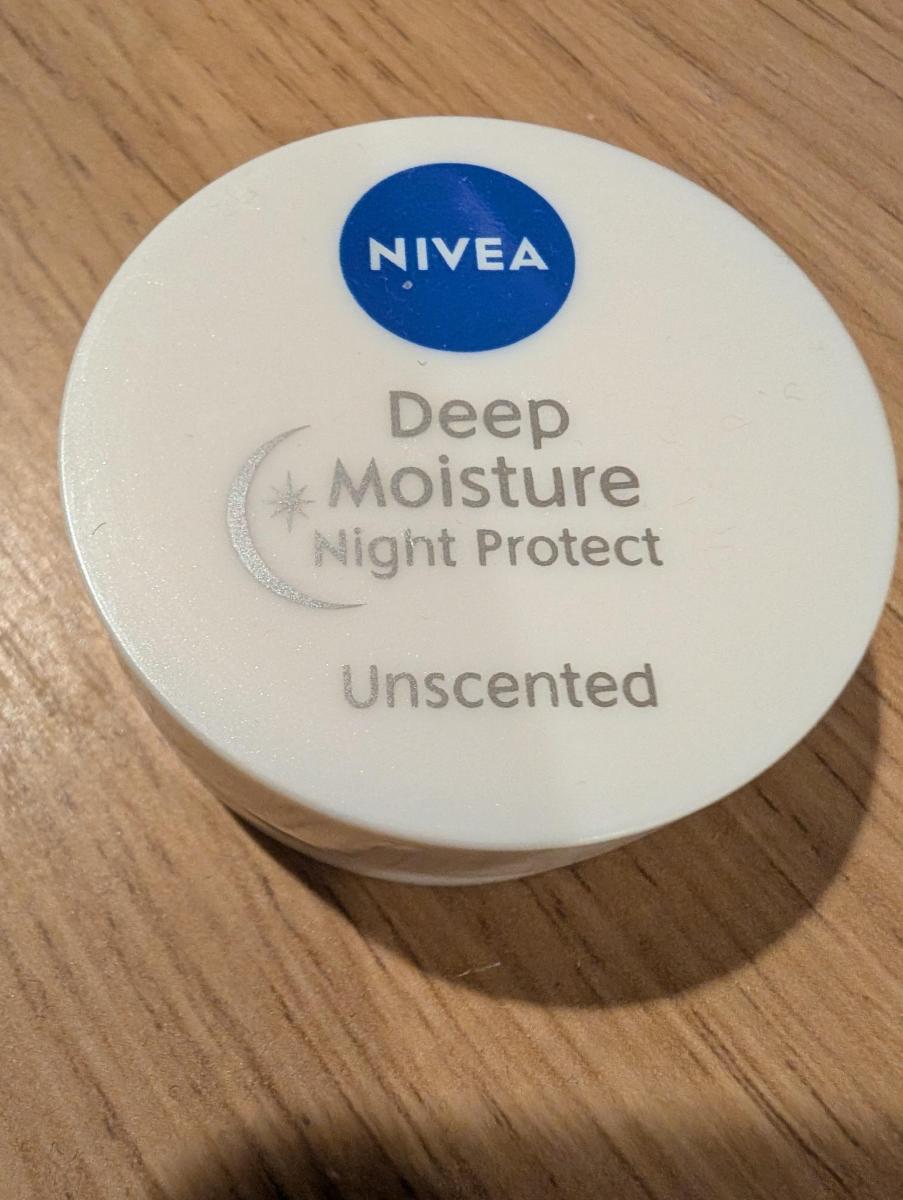 NIVEA
Deep
Moisture
Night Protect
Unscented